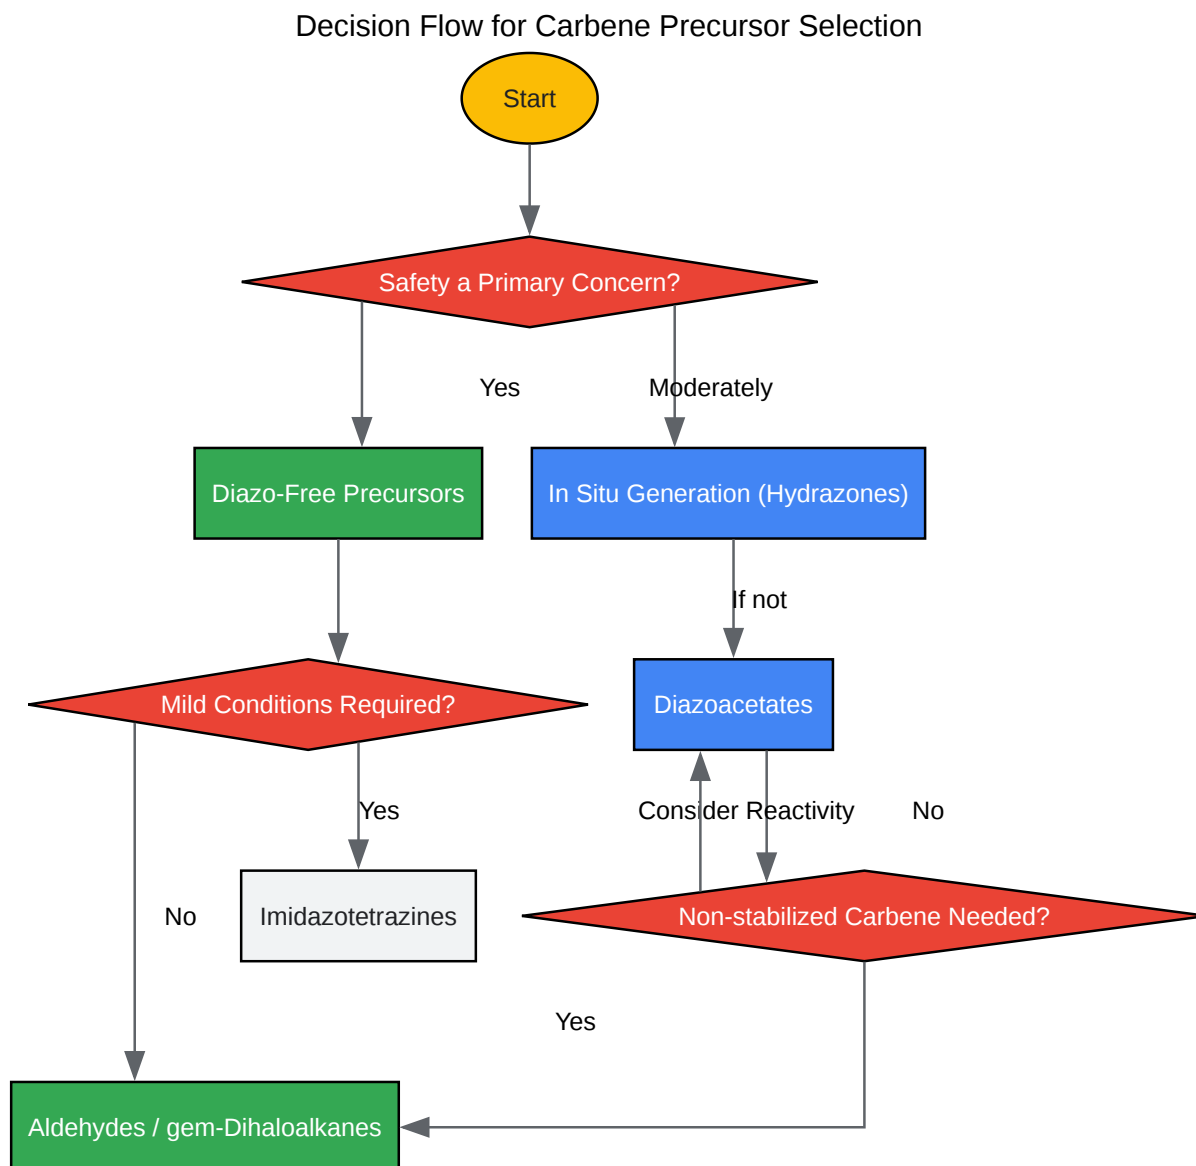 Decision Flow for Carbene Precursor Selection
Start
Safety a Primary Concern?
Yes
Moderately
Diazo-Free Precursors
In Situ Generation (Hydrazones)
If not
Mild Conditions Required?
Diazoacetates
Yes
Consider Reactivity
No
No
Imidazotetrazines
Non-stabilized Carbene Needed?
Yes
Aldehydes / gem-Dihaloalkanes